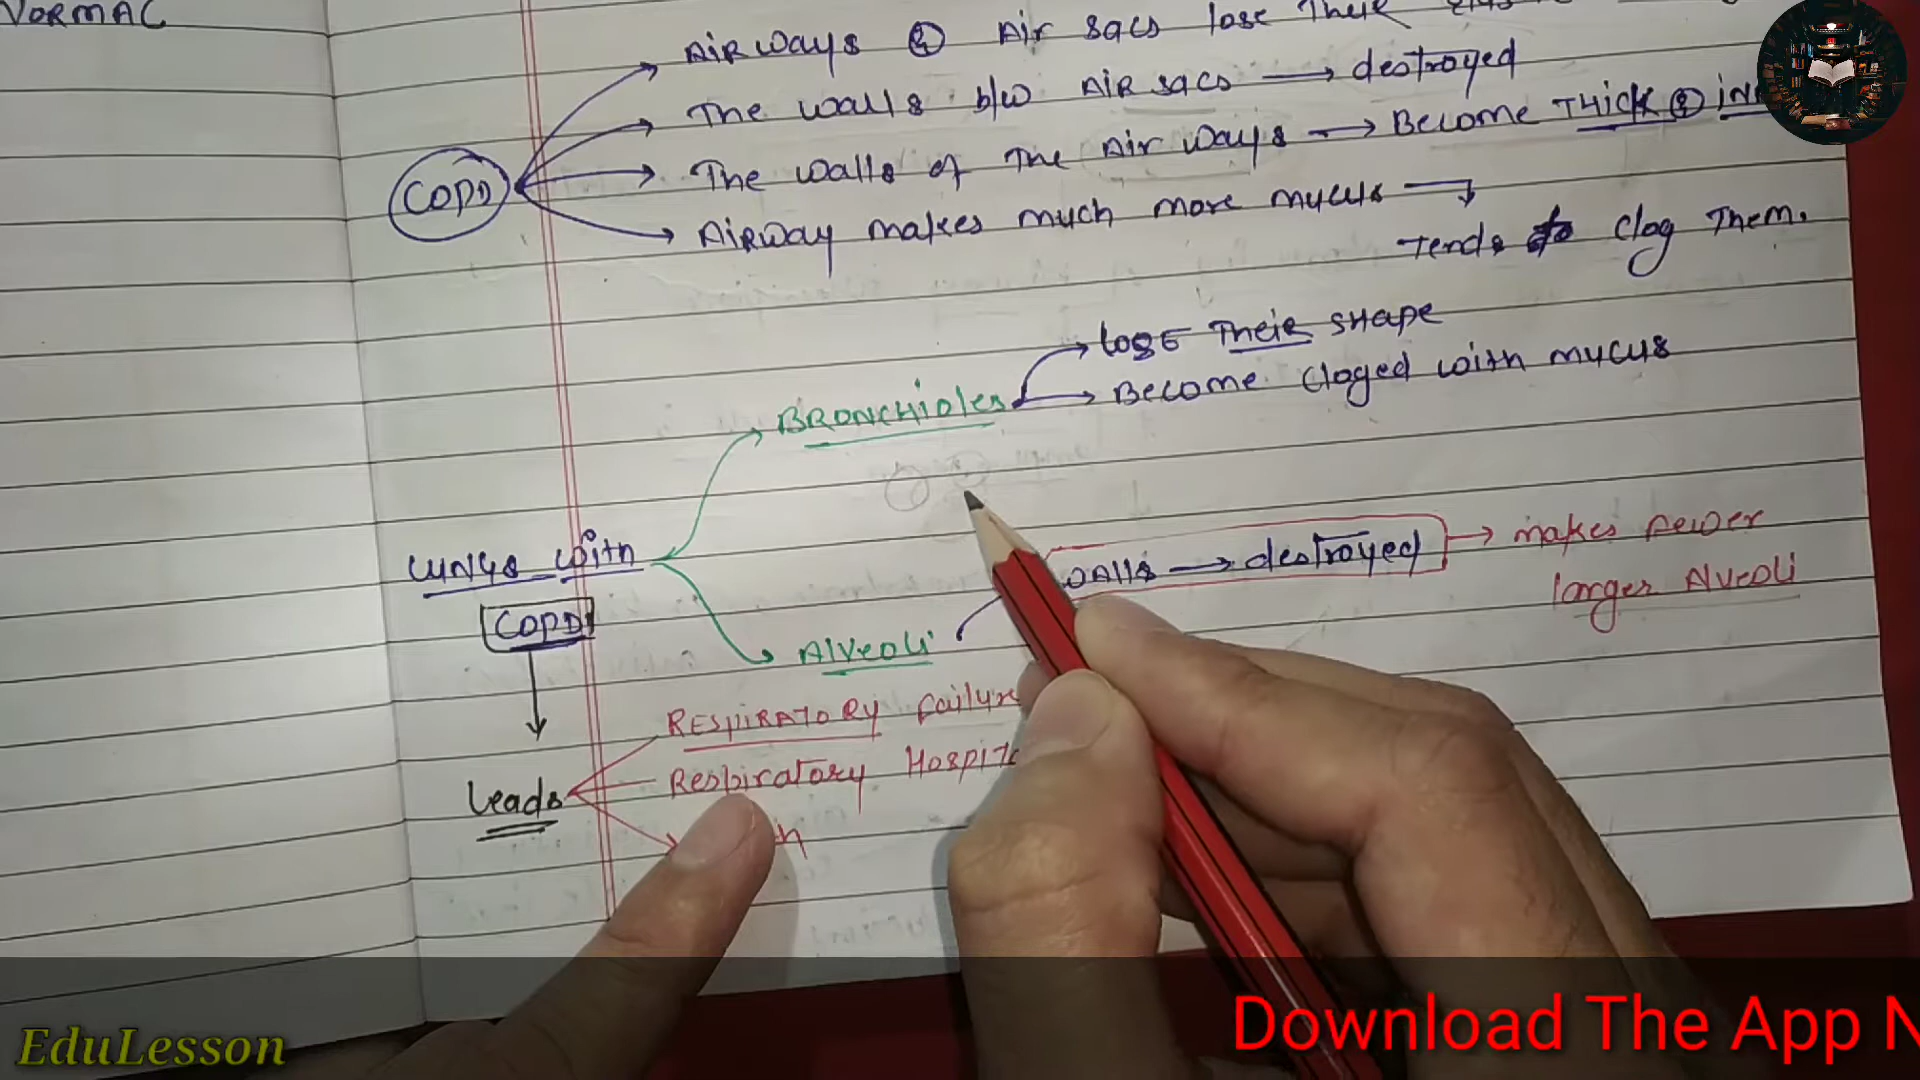 NORMAL
AIRWAYS & Air sacs lose Their
The walls b/w AIR sacs → destroyed
The walls of The Air Ways → Become THICK &
COPD
AIRWAY makes much more mucus →
Tends to Clog Them.
BRONCHIOLES
LOSE Their SHAPE
Become Cloged with mucus
LUNGS with
COPD
WALLS → destroyed → makes fewer
larger Alveoli
Alveoli
Leads
RESPIRATORY Failure
Respiratory
EduLesson
Download The App N